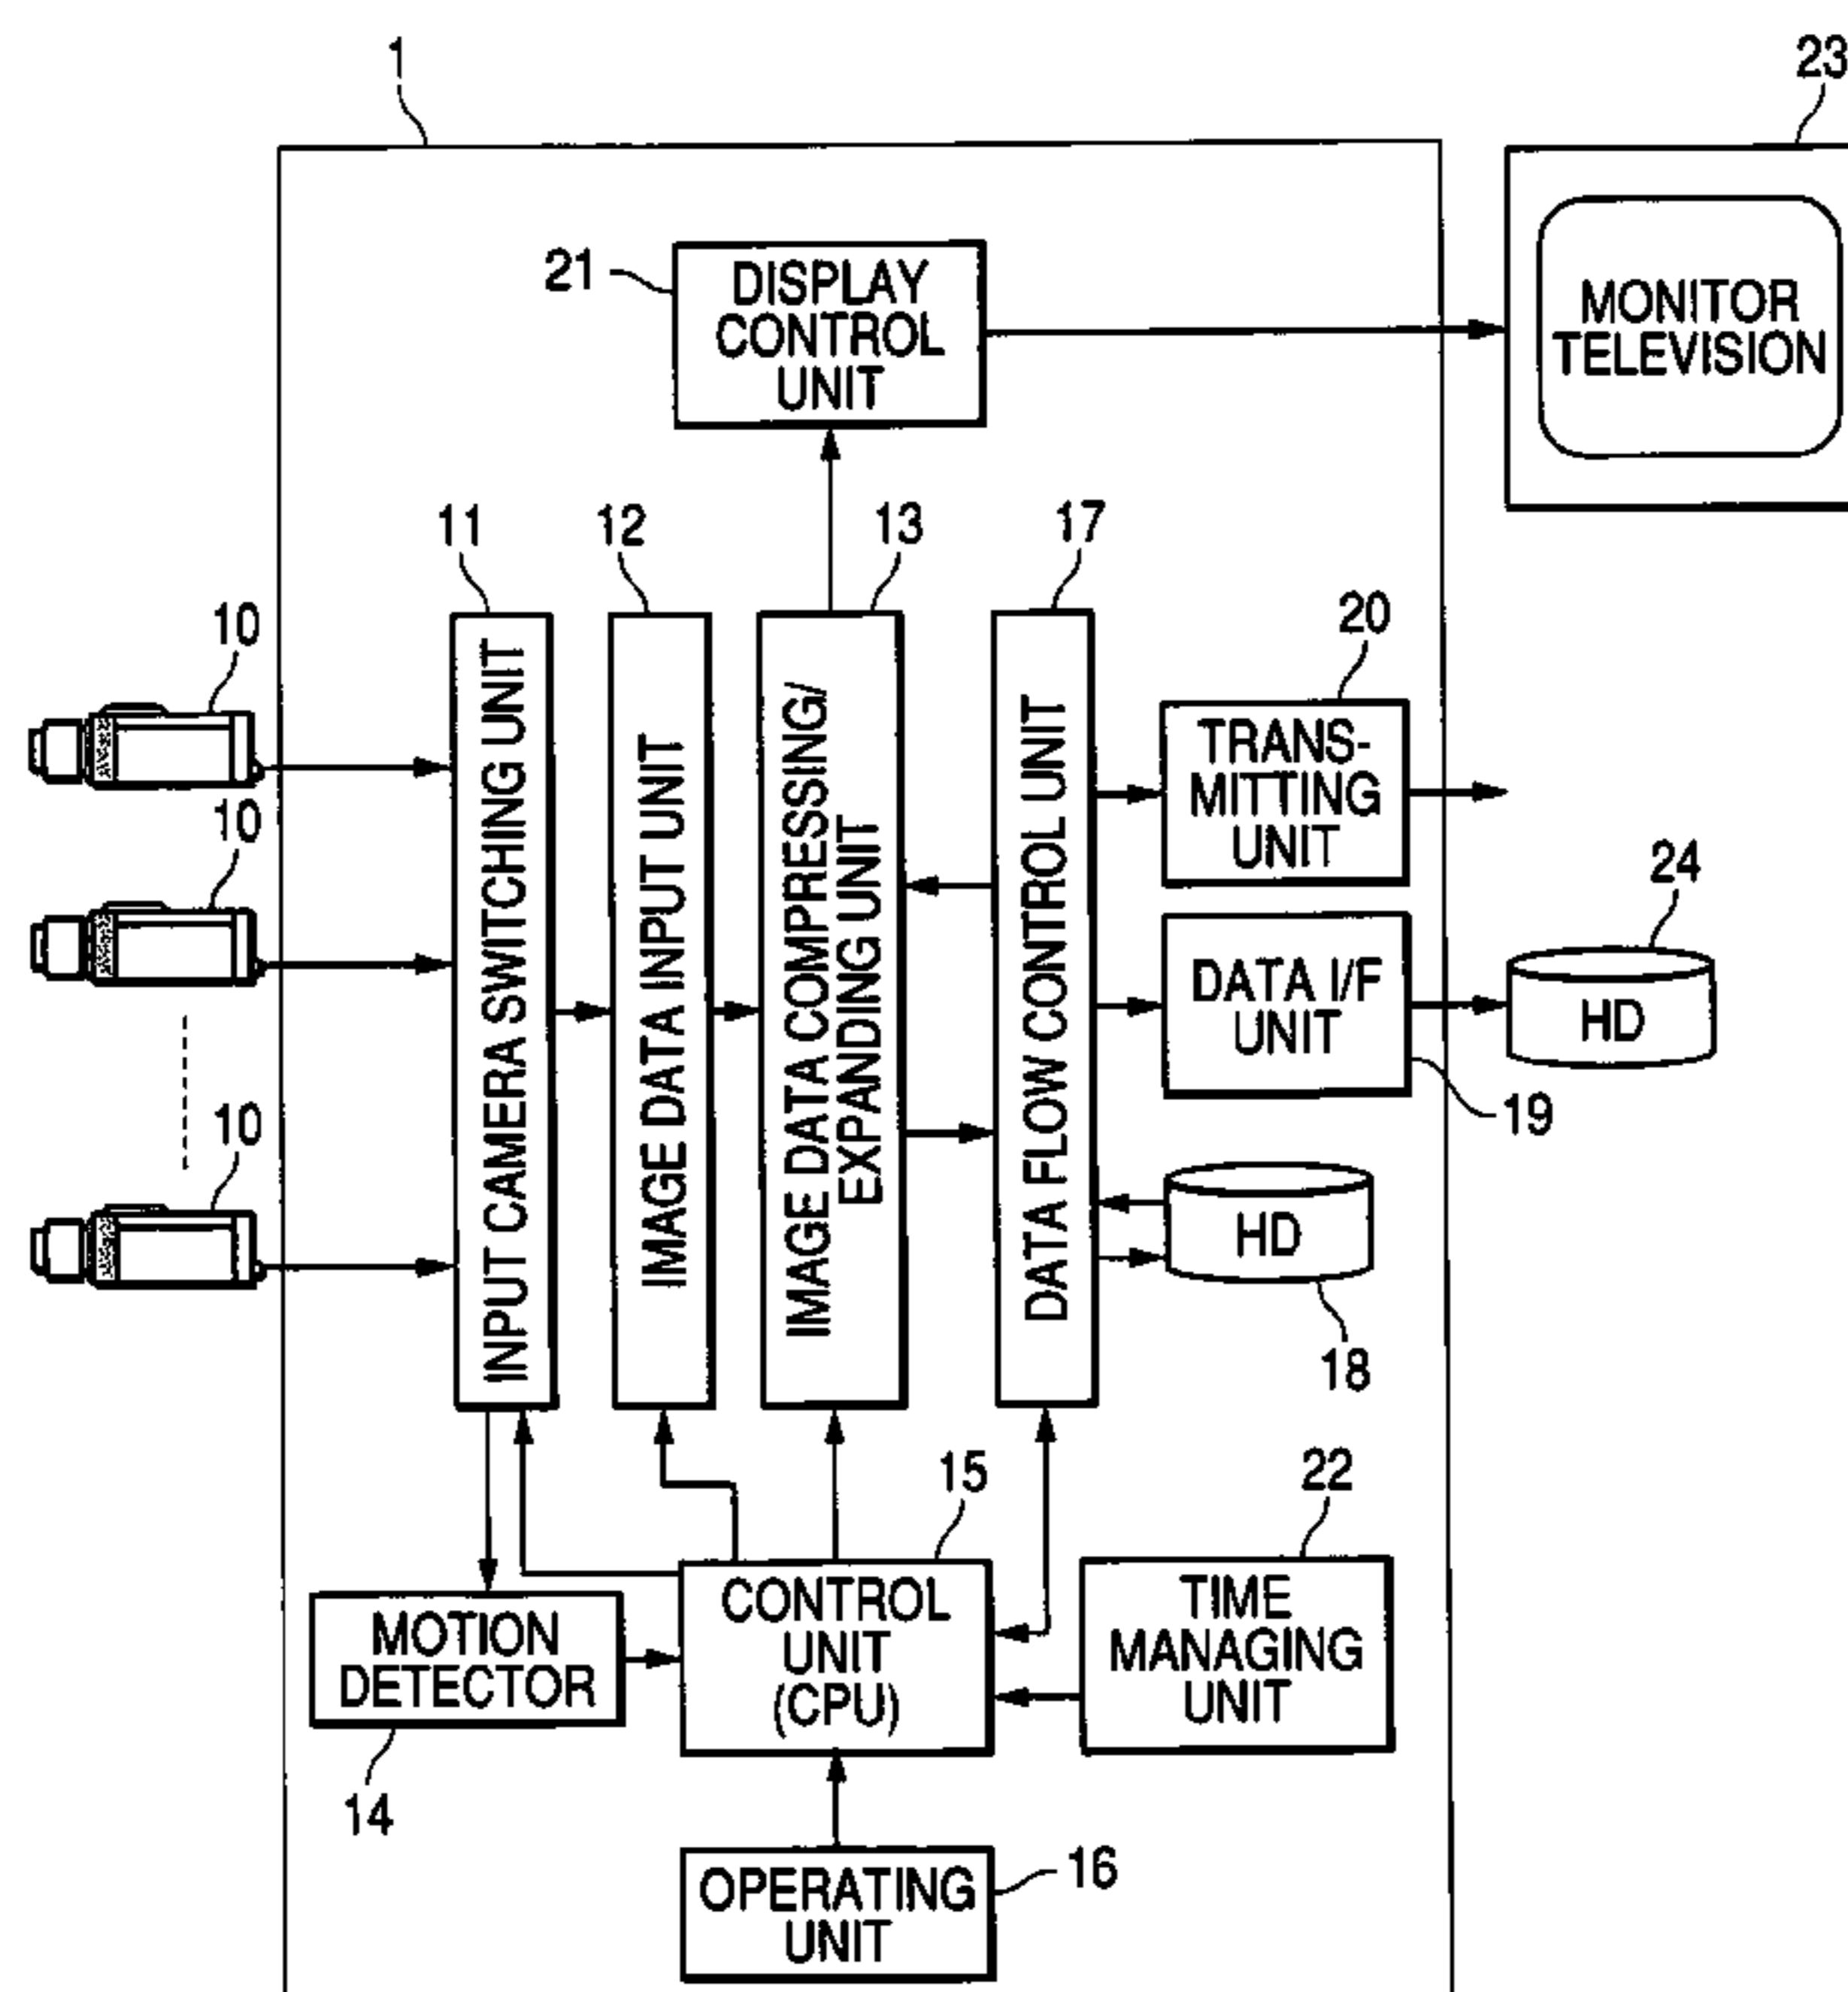 1
23
21
DISPLAY
CONTROL
UNIT
MONITOR
TELEVISION
11
12
13
17
10
10
10
INPUT CAMERA SWITCHING UNIT
IMAGE DATA INPUT UNIT
IMAGE DATA COMPRESSING/
EXPANDING UNIT
DATA FLOW CONTROL UNIT
20
TRANS-
MITTING
UNIT
24
DATA I/F
UNIT
HD
19
HD
18
15
22
MOTION
DETECTOR
14
CONTROL
UNIT
(CPU)
TIME
MANAGING
UNIT
OPERATING
UNIT
16